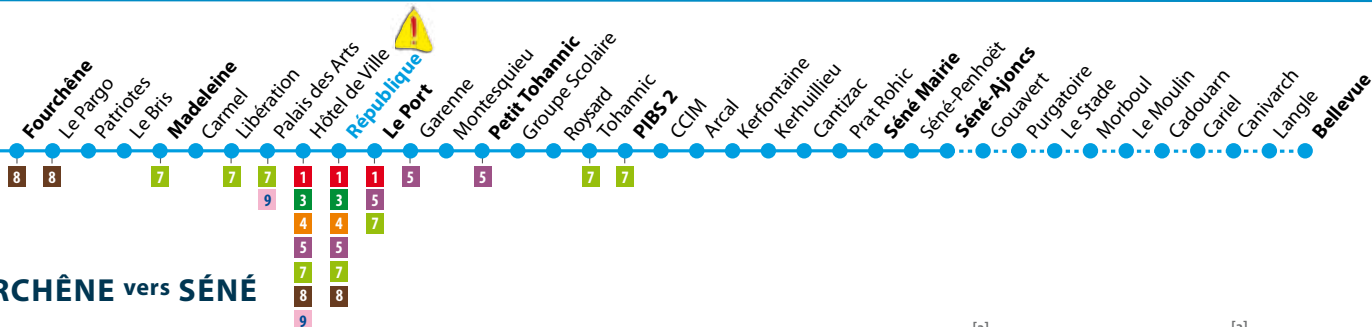 Fourchêne
Le Pargo
Patriotes
Le Bris
Madeleine
Carmel
Libération
Palais des Arts
Hôtel de Ville
République
Le Port
Garenne
Montesquieu
Petit Tohannic
Groupe Scolaire
Roysard
Tohannic
PIBS 2
CCIM
Arcal
Kerfontaine
Kerhuillieu
Cantizac
Prat Rohic
Séné Mairie
Séné-Penhoët
Séné-Ajoncs
Gouavert
Purgatoire
Le Stade
Morboul
Le Moulin
Cadouarn
Cariel
Canivarch
Langle
Bellevue
8 8 7 7 7 1 1 1 5 5 7 7
9 3 3 5
4 4 7
5 5
7 7
8 8
9
RCHÊNE vers SÉNÉ